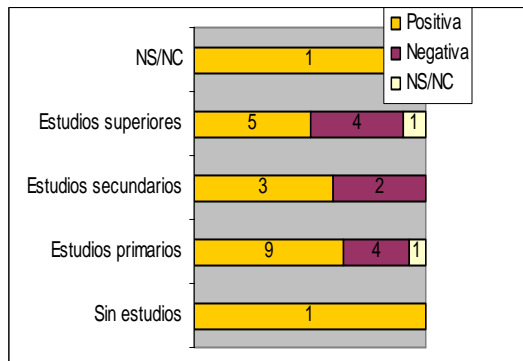 Positiva
Negativa
NS/NC
NS/NC 1
Estudios superiores 5 4 1
Estudios secundarios 3 2
Estudios primarios 9 4 1
Sin estudios 1